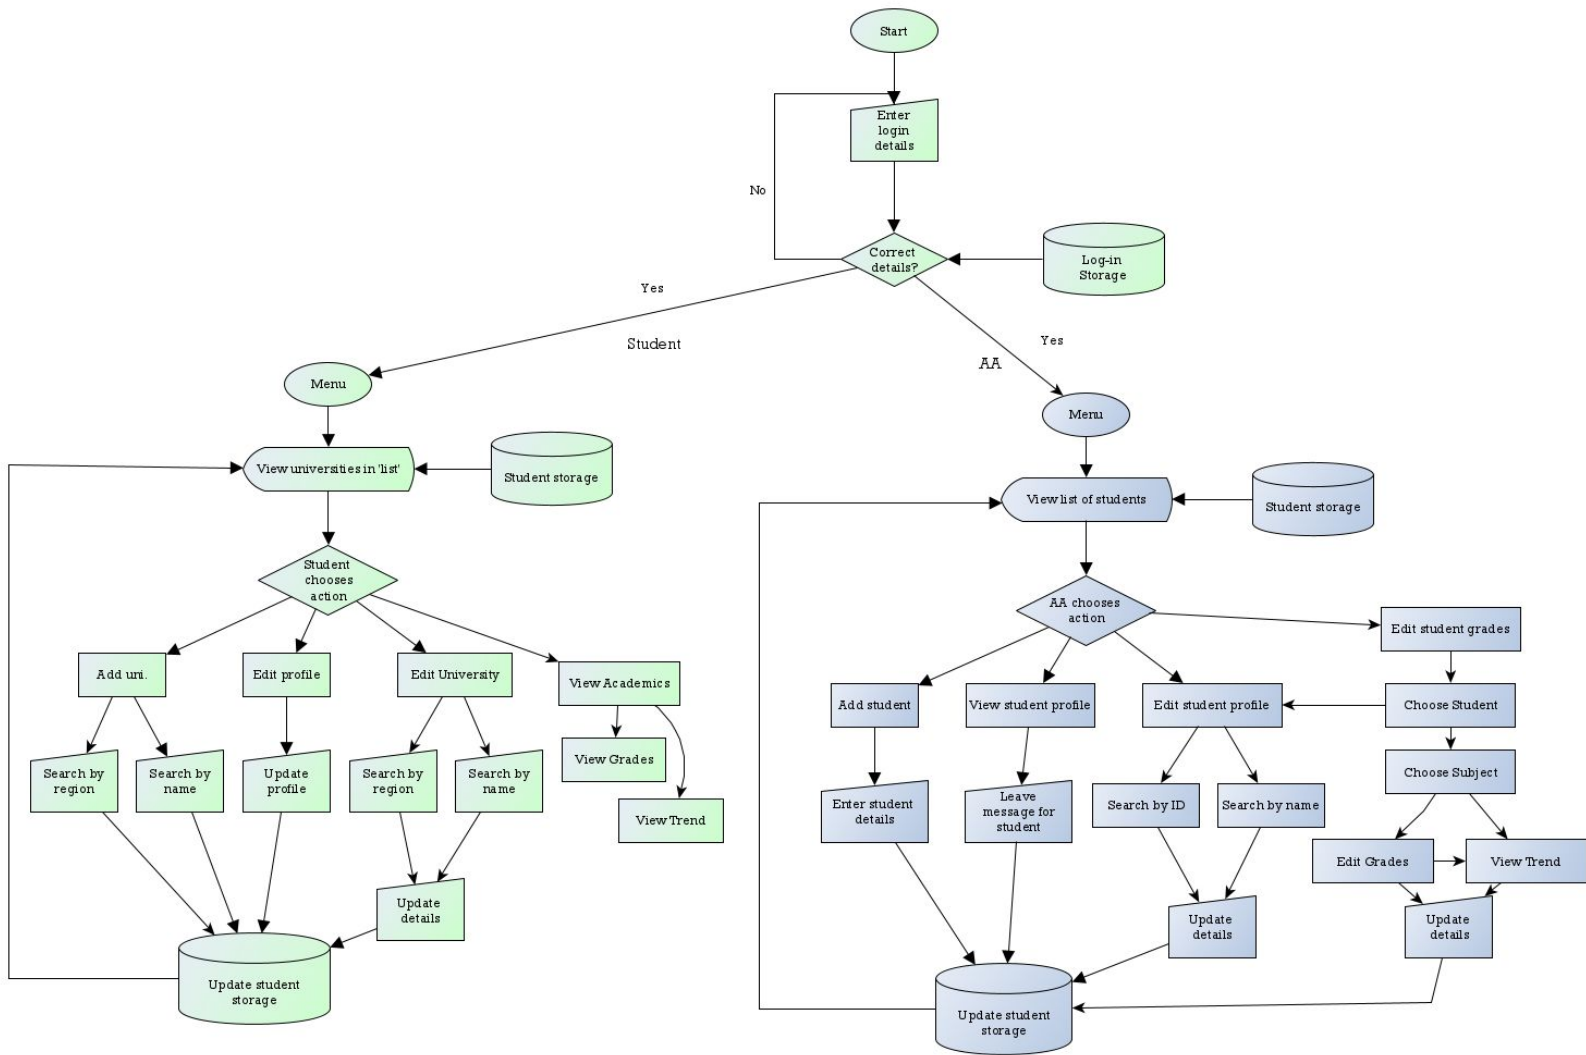 Start
Enter
login
details
No
Correct
details?
Log-in
Storage
Yes
Student
Yes
AA
Menu
View universities in 'list'
Student storage
Student
chooses
action
Add uni.
Edit profile
Edit University
View Academics
Search by
region
Search by
name
Update
profile
Search by
region
Search by
name
View Grades
View Trend
Update
details
Update student
storage
Menu
View list of students
Student storage
AA chooses
action
Edit student grades
Add student
View student profile
Edit student profile
Choose Student
Enter student
details
Leave
message for
student
Search by ID
Search by name
Choose Subject
Edit Grades
View Trend
Update
details
Update
details
Update student
storage